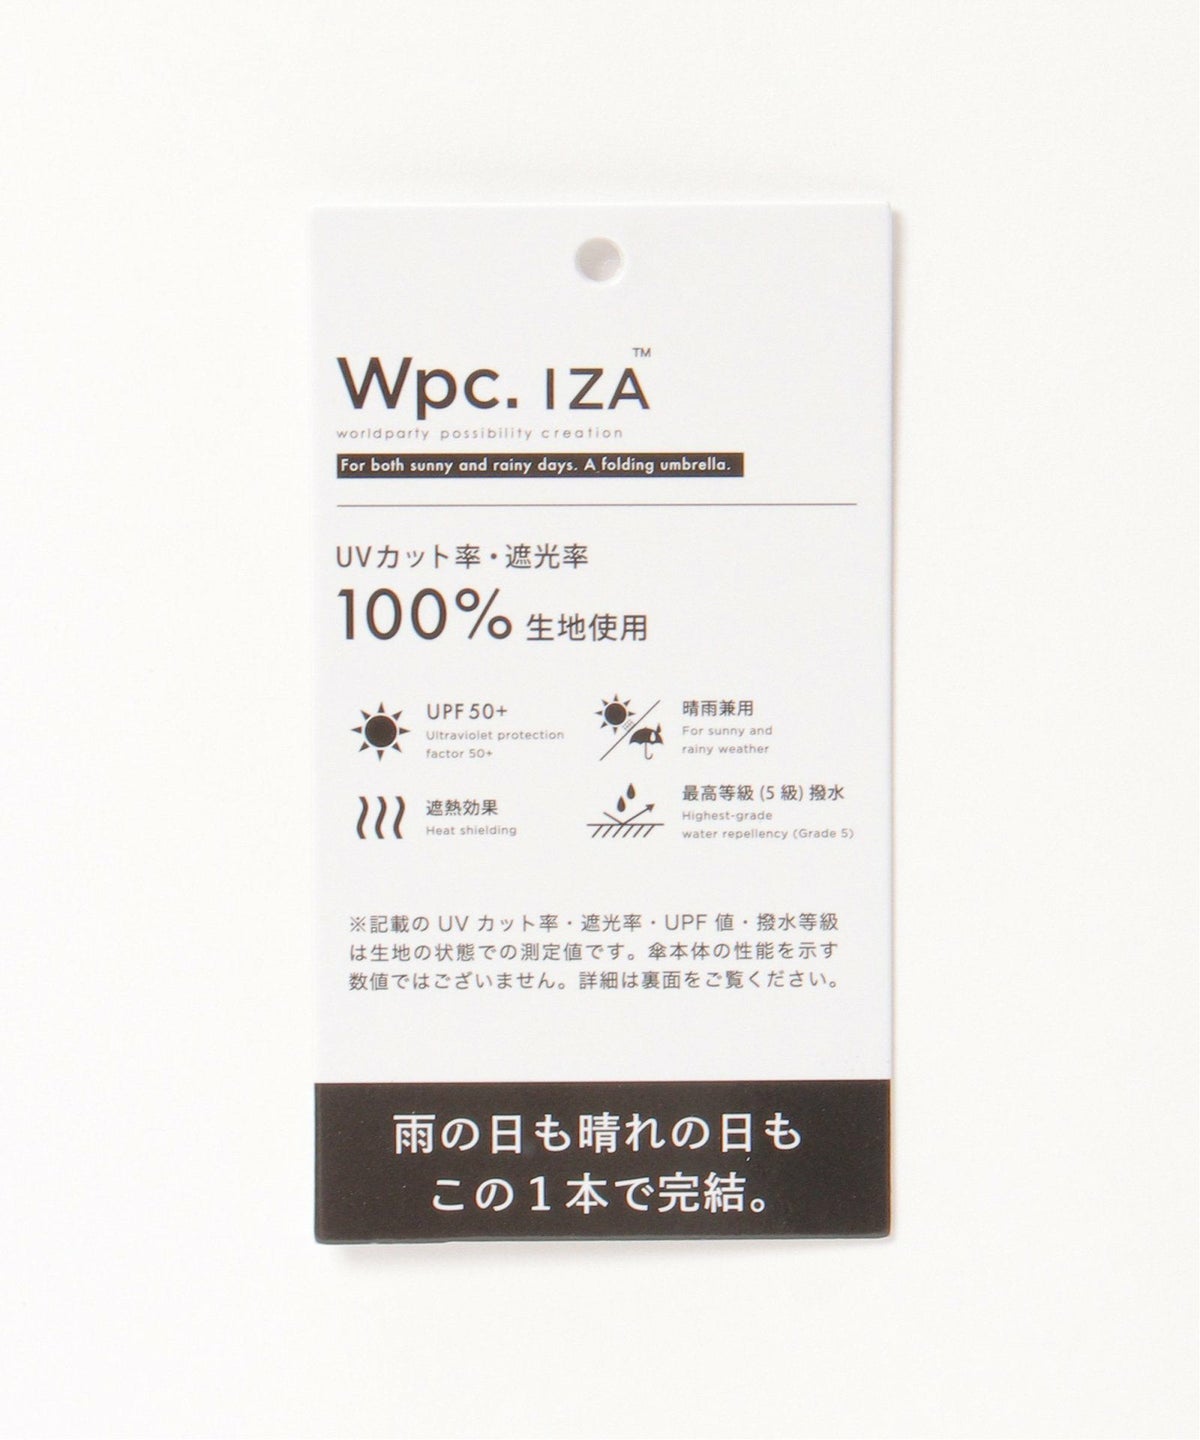 Wpc. IZA™
worldparty possibility creation
For both sunny and rainy days. A folding umbrella.
UVカット率・遮光率
100% 生地使用
UPF50+
Ultraviolet protection
factor 50+
晴雨兼用
For sunny and
rainy weather
遮熱効果
Heat shielding
最高等級 (5 級) 撥水
Highest-grade
water repellency (Grade 5)
※記載の UV カット率・遮光率・UPF 値・撥水等級
は生地の状態での測定値です。傘本体の性能を示す
数値ではございません。詳細は裏面をご覧ください。
雨の日も晴れの日も
この1本で完結。